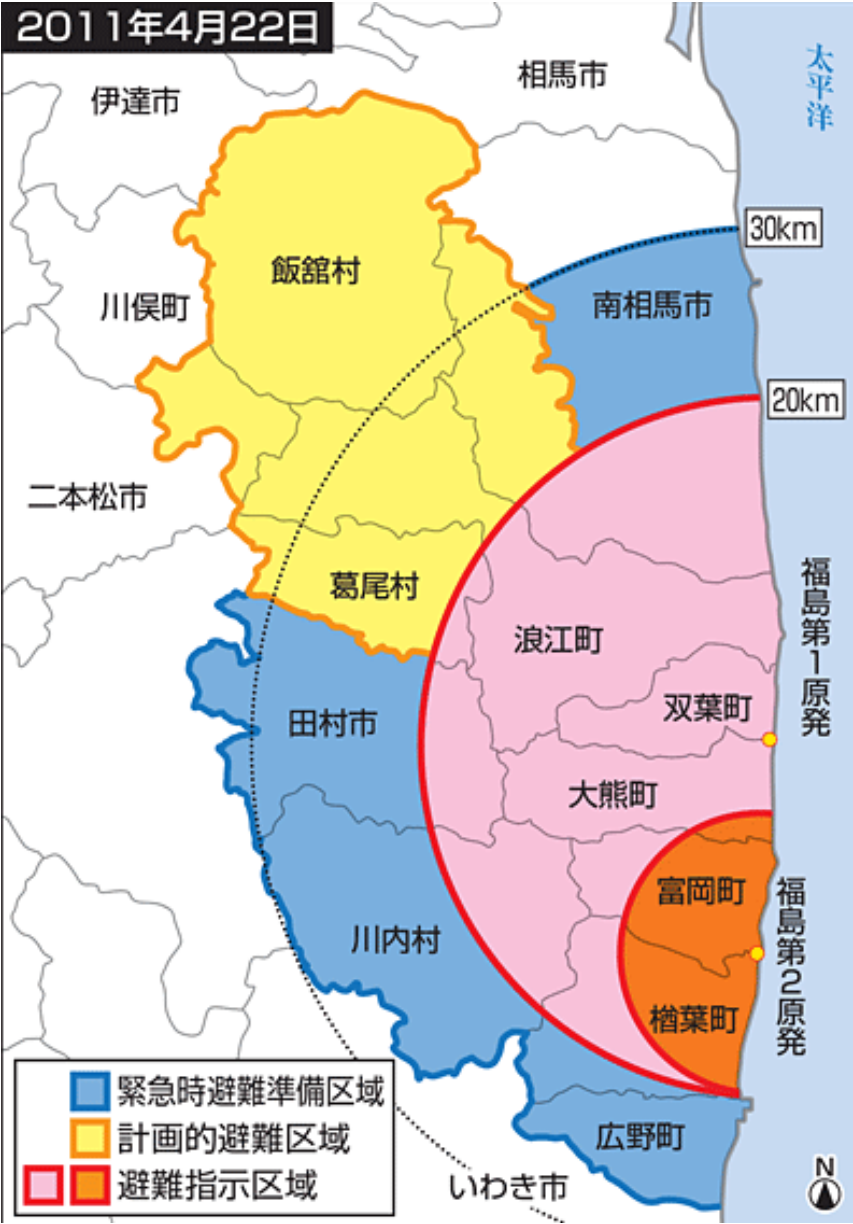 2011年4月22日
太平洋
相馬市
伊達市
30km
飯舘村
川俣町
南相馬市
20km
二本松市
葛尾村
福島第1原発
浪江町
双葉町
田村市
大熊町
富岡町
福島第2原発
川内村
楢葉町
緊急時避難準備区域
計画的避難区域
避難指示区域
広野町
いわき市
N